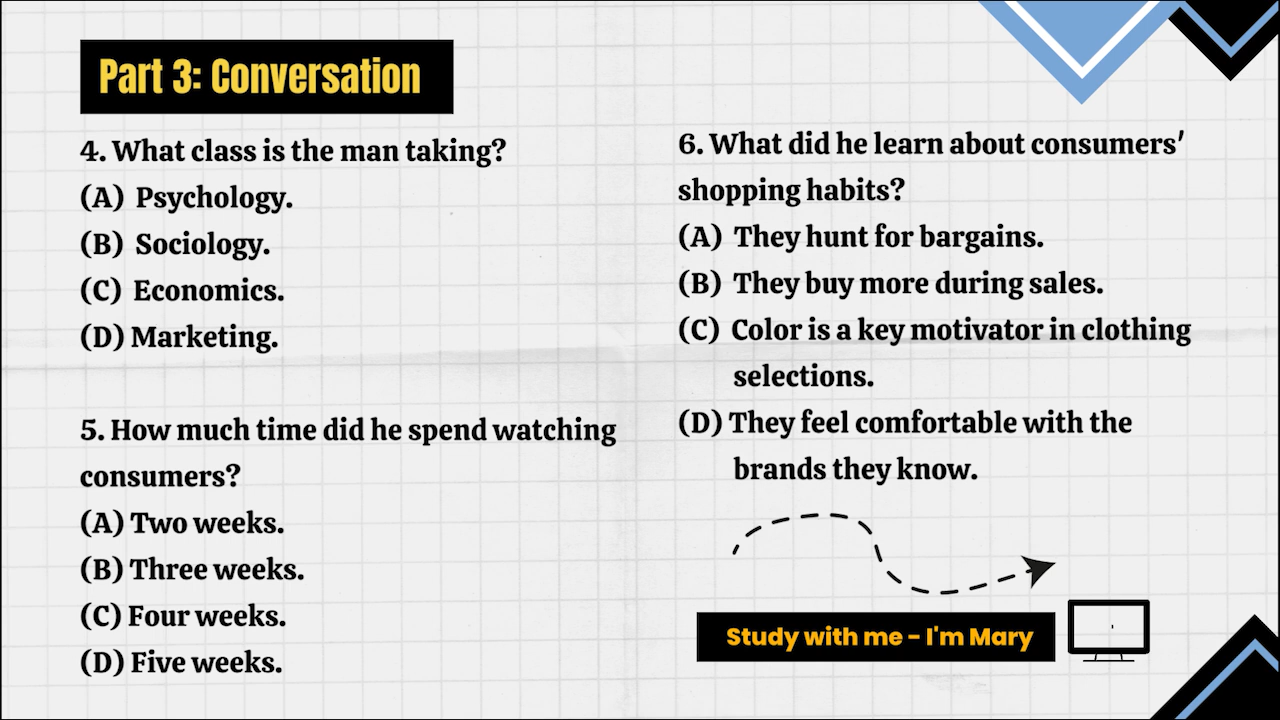 Part 3: Conversation
4. What class is the man taking?
(A) Psychology.
(B) Sociology.
(C) Economics.
(D) Marketing.
5. How much time did he spend watching
consumers?
(A) Two weeks.
(B) Three weeks.
(C) Four weeks.
(D) Five weeks.
6. What did he learn about consumers'
shopping habits?
(A) They hunt for bargains.
(B) They buy more during sales.
(C) Color is a key motivator in clothing
selections.
(D) They feel comfortable with the
brands they know.
Study with me - I'm Mary